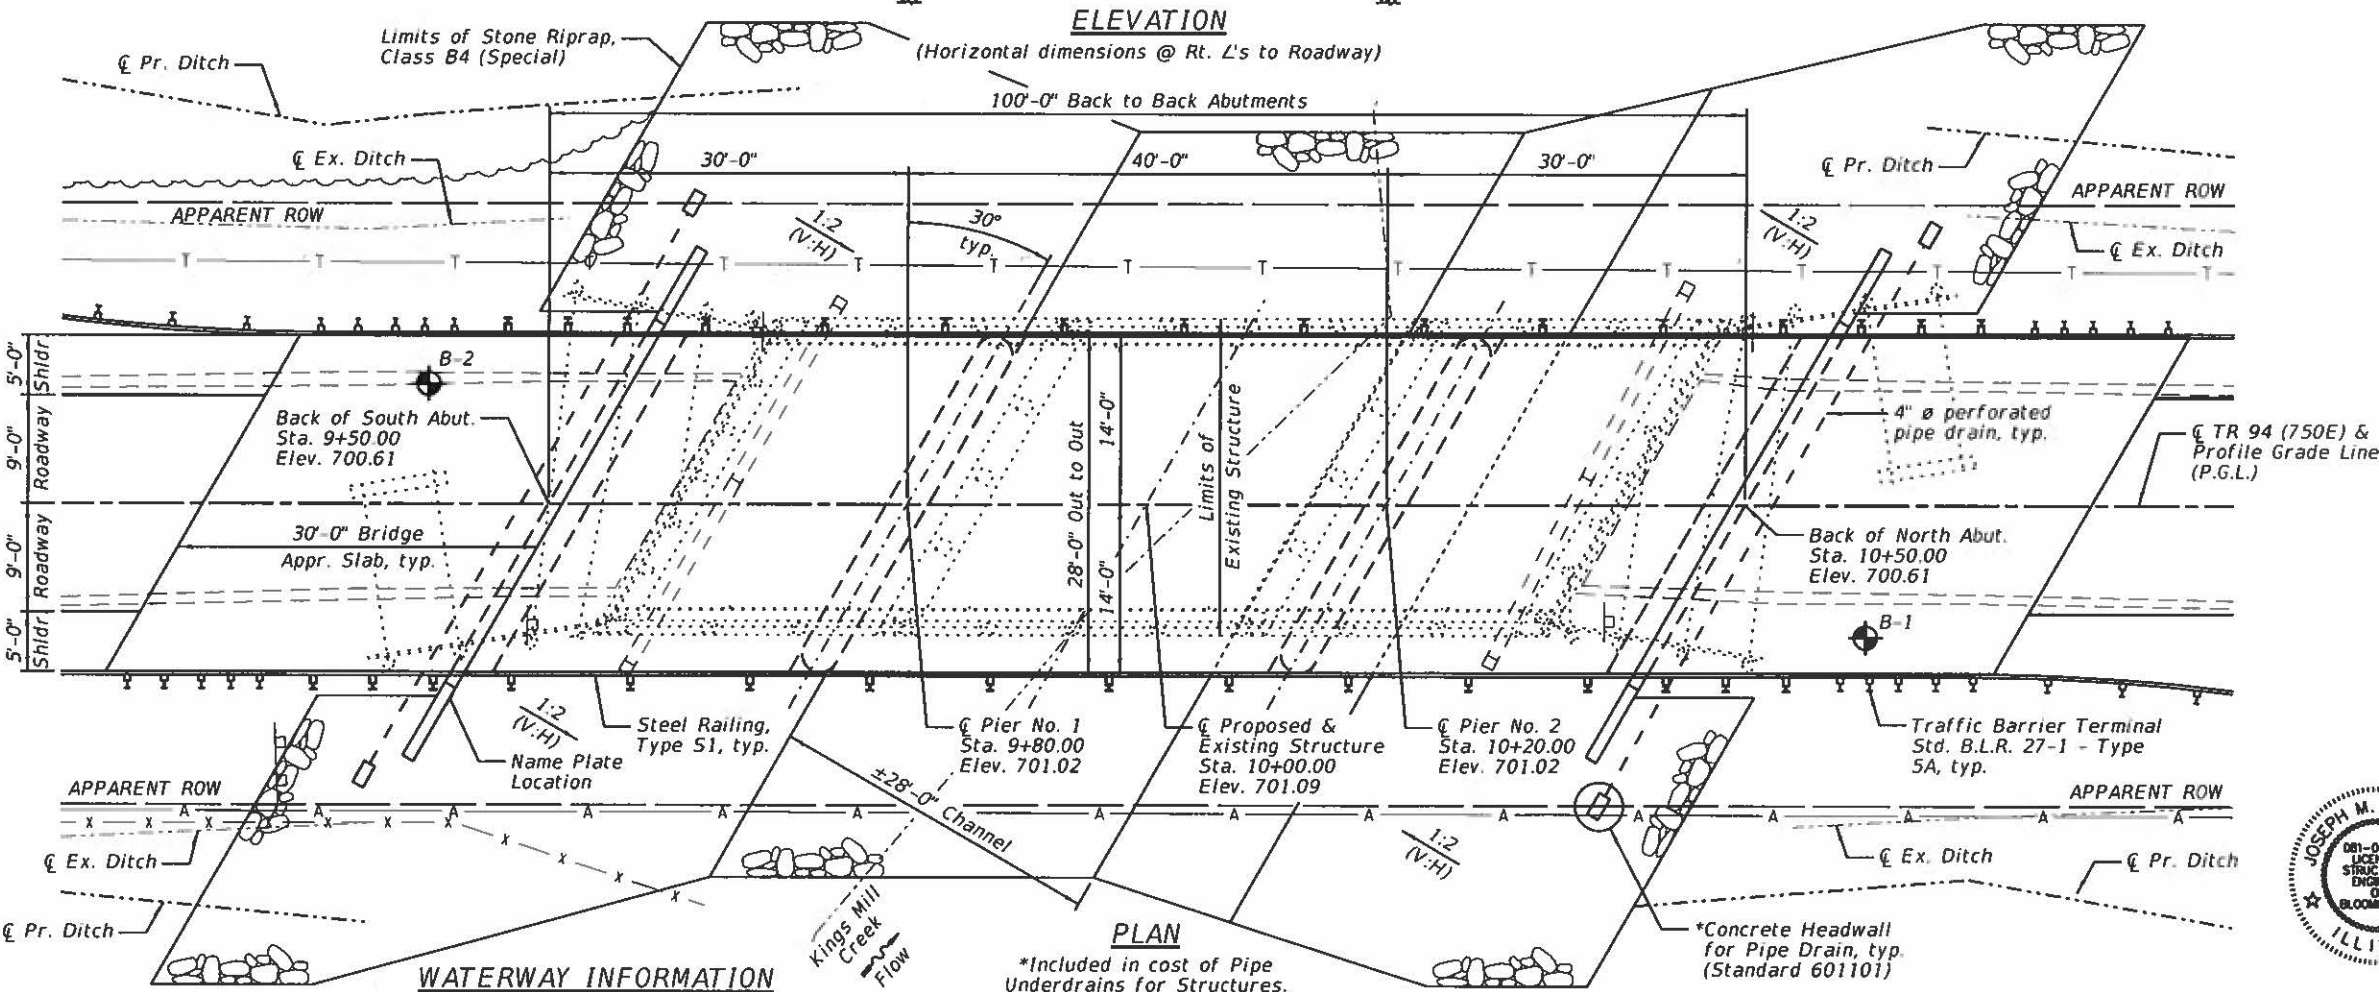 ELEVATION
(Horizontal dimensions @ Rt. ∠'s to Roadway)
Limits of Stone Riprap,
Class B4 (Special)
℄ Pr. Ditch
100'-0" Back to Back Abutments
℄ Ex. Ditch
30'-0"
40'-0"
30'-0"
℄ Pr. Ditch
APPARENT ROW
APPARENT ROW
1:2
(V:H)
30°
typ.
1:2
(V:H)
℄ Ex. Ditch
T T T T T T T T T T T T T T T T
5'-0"
Shldr
9'-0"
Roadway
9'-0"
Roadway
5'-0"
Shldr
B-2
Back of South Abut.
Sta. 9+50.00
Elev. 700.61
30'-0" Bridge
Appr. Slab, typ.
28'-0" Out to Out
14'-0"
14'-0"
Limits of
Existing Structure
4" ø perforated
pipe drain, typ.
℄ TR 94 (750E) &
Profile Grade Line
(P.G.L.)
Back of North Abut.
Sta. 10+50.00
Elev. 700.61
B-1
1:2
(V:H)
Steel Railing,
Type S1, typ.
Name Plate
Location
℄ Pier No. 1
Sta. 9+80.00
Elev. 701.02
℄ Proposed &
Existing Structure
Sta. 10+00.00
Elev. 701.09
℄ Pier No. 2
Sta. 10+20.00
Elev. 701.02
Traffic Barrier Terminal
Std. B.L.R. 27-1 - Type
5A, typ.
APPARENT ROW
APPARENT ROW
±28'-0" Channel
1:2
(V:H)
℄ Ex. Ditch
℄ Ex. Ditch
℄ Pr. Ditch
℄ Pr. Ditch
Kings Mill
Creek
Flow
*Concrete Headwall
for Pipe Drain, typ.
(Standard 601101)
PLAN
*Included in cost of Pipe
Underdrains for Structures.
WATERWAY INFORMATION
JOSEPH M.